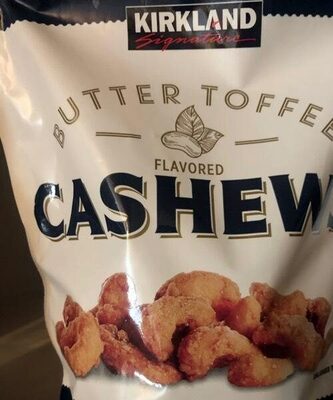 KIRKLAND
Signature
BUTTER TOFFEE
FLAVORED
CASHEW